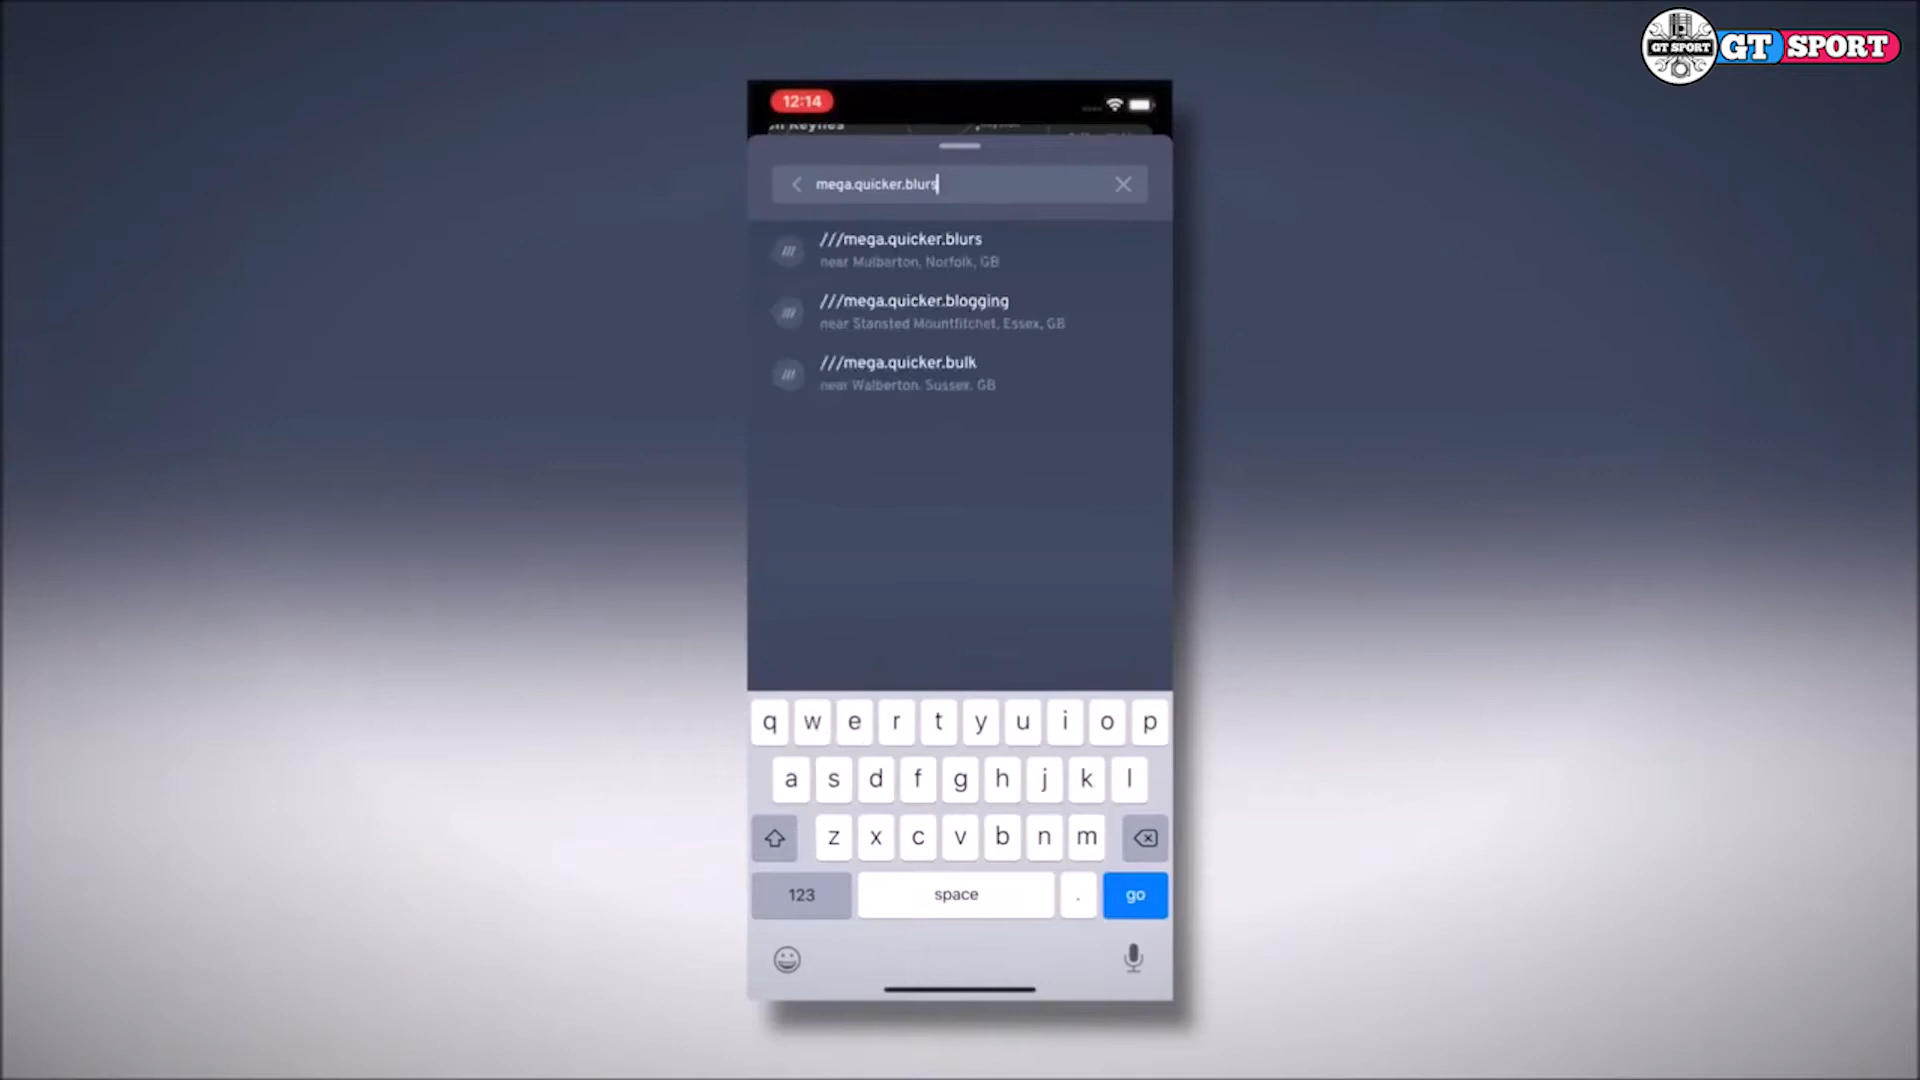 GT SPORT GT SPORT
12:14
mega.quicker.blurs
///mega.quicker.blurs
near Mulbarton, Norfolk, GB
///mega.quicker.blogging
near Stansted Mountfitchet, Essex, GB
///mega.quicker.bulk
near Walberton, Sussex, GB
q w e r t y u i o p
a s d f g h j k l
z x c v b n m
123 space . go